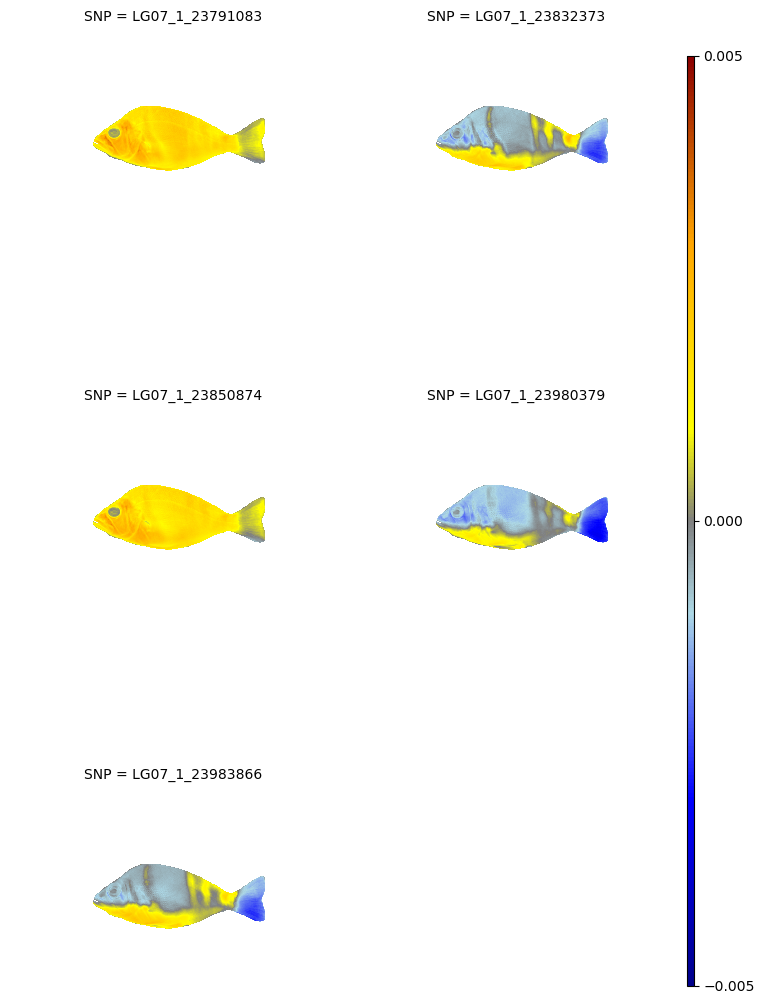 SNP = LG07_1_23791083
SNP = LG07_1_23832373
0.005
SNP = LG07_1_23850874
SNP = LG07_1_23980379
0.000
SNP = LG07_1_23983866
−0.005